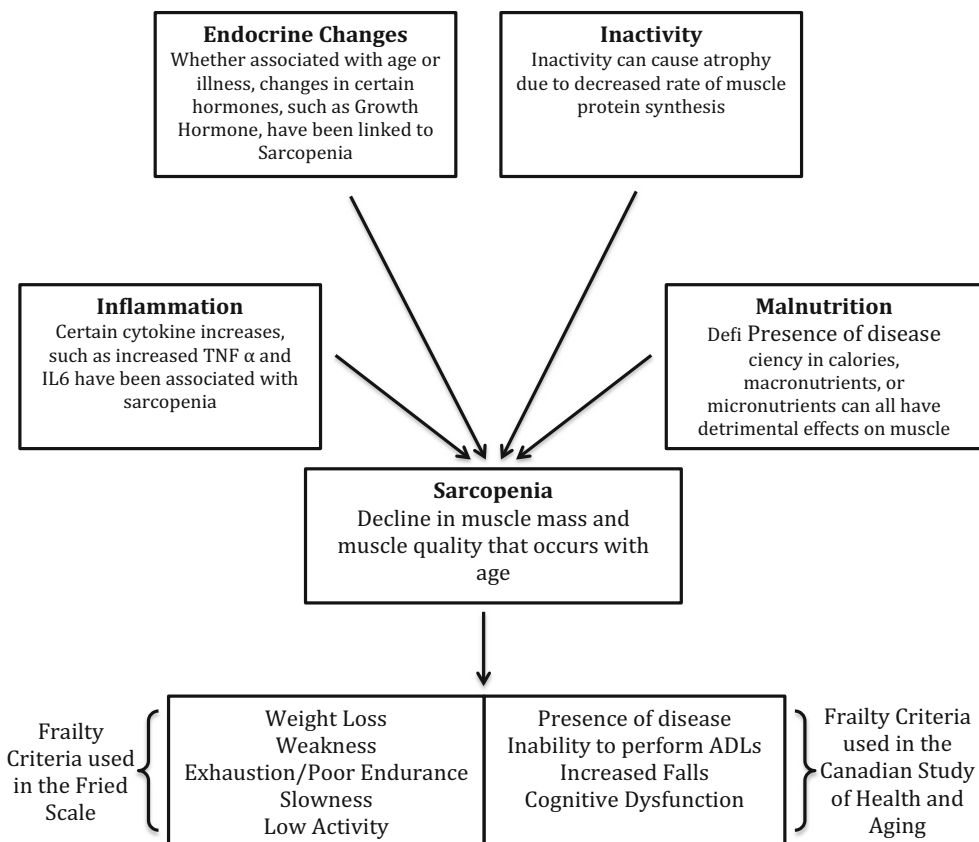 Endocrine Changes
Whether associated with age or
illness, changes in certain
hormones, such as Growth
Hormone, have been linked to
Sarcopenia
Inactivity
Inactivity can cause atrophy
due to decreased rate of muscle
protein synthesis
Inflammation
Certain cytokine increases,
such as increased TNF α and
IL6 have been associated with
sarcopenia
Malnutrition
Defi Presence of disease
ciency in calories,
macronutrients, or
micronutrients can all have
detrimental effects on muscle
Sarcopenia
Decline in muscle mass and
muscle quality that occurs with
age
Frailty
Criteria used
in the Fried
Scale
Weight Loss
Weakness
Exhaustion/Poor Endurance
Slowness
Low Activity
Presence of disease
Inability to perform ADLs
Increased Falls
Cognitive Dysfunction
Frailty Criteria
used in the
Canadian Study
of Health and
Aging